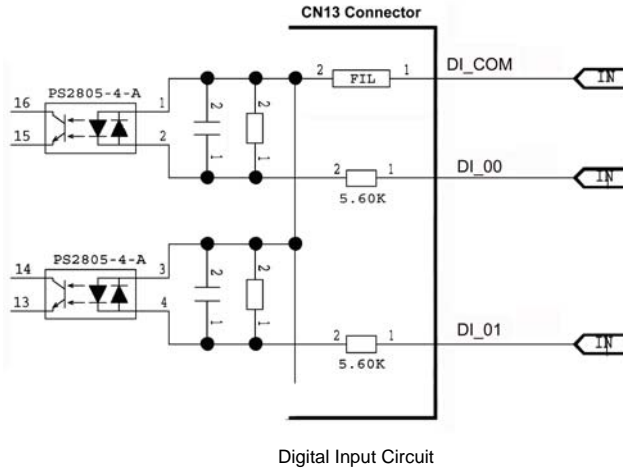 CN13 Connector
DI_COM
2 FIL 1
IN
PS2805-4-A
16 1
15 2
2 1
2 1
DI_00
2 1
5.60K
IN
PS2805-4-A
14 3
13 4
2 1
2 1
DI_01
2 1
5.60K
IN
Digital Input Circuit